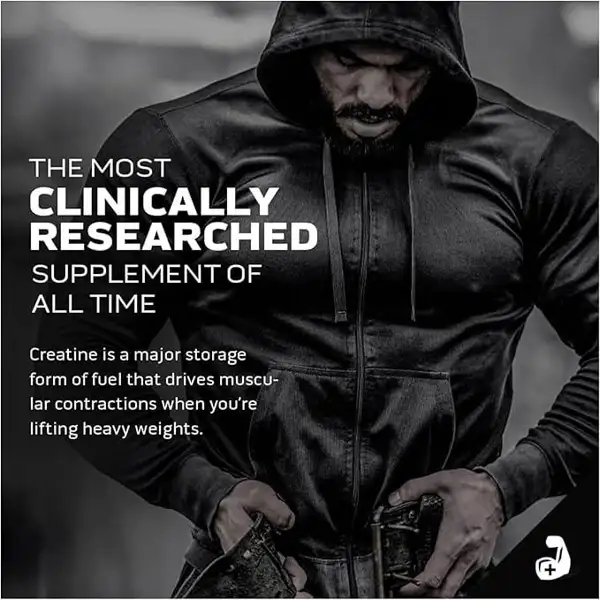 THE MOST
CLINICALLY
RESEARCHED
SUPPLEMENT OF
ALL TIME
Creatine is a major storage
form of fuel that drives muscu-
lar contractions when you're
lifting heavy weights.